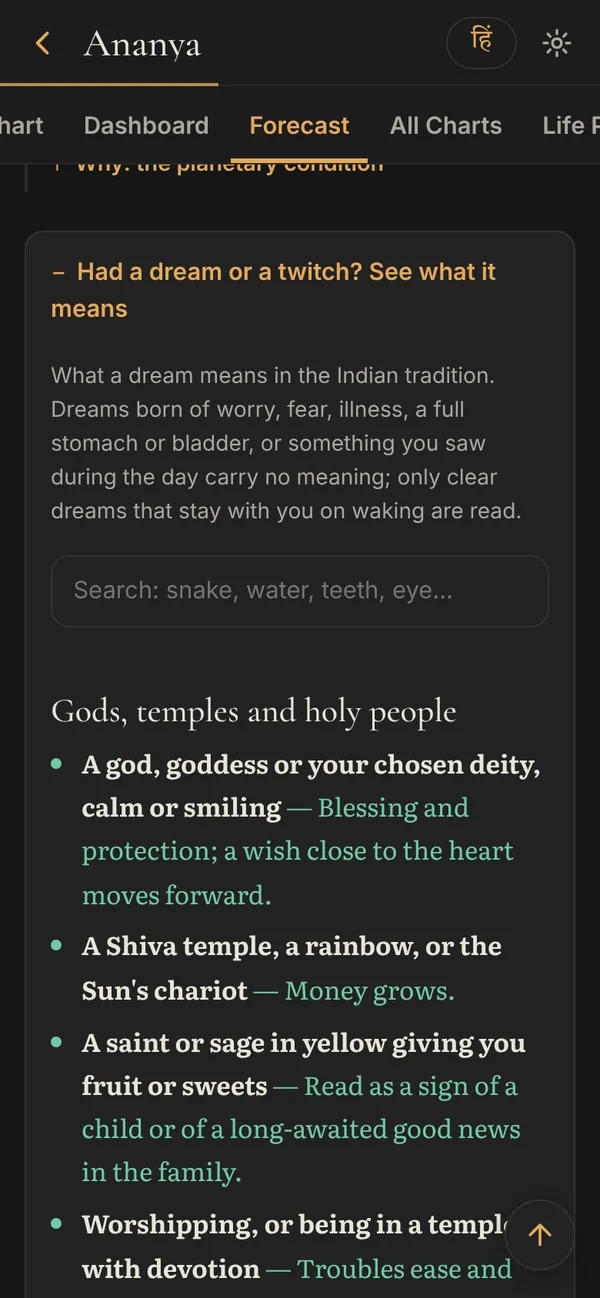 Ananya
हिं
hart Dashboard Forecast All Charts Life P
↑ Why: the planetary condition
– Had a dream or a twitch? See what it
means
What a dream means in the Indian tradition.
Dreams born of worry, fear, illness, a full
stomach or bladder, or something you saw
during the day carry no meaning; only clear
dreams that stay with you on waking are read.
Search: snake, water, teeth, eye...
Gods, temples and holy people
A god, goddess or your chosen deity,
calm or smiling — Blessing and
protection; a wish close to the heart
moves forward.
A Shiva temple, a rainbow, or the
Sun's chariot — Money grows.
A saint or sage in yellow giving you
fruit or sweets — Read as a sign of a
child or of a long-awaited good news
in the family.
Worshipping, or being in a temple
with devotion — Troubles ease and